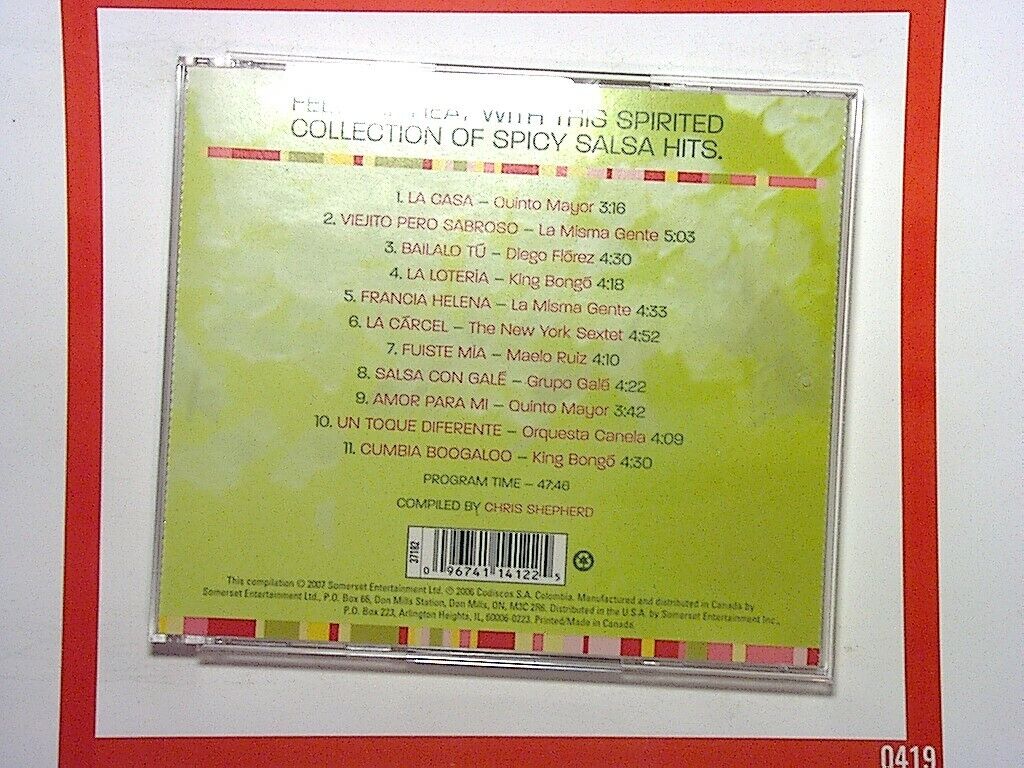 WITH THIS SPIRITED
COLLECTION OF SPICY SALSA HITS.
1. LA CASA – Quinto Mayor 3:16
2. VIEJITO PERO SABROSO – La Misma Gente 5:03
3. BAILALO TÚ – Diego Flórez 4:30
4. LA LOTERÍA – King Bongó 4:18
5. FRANCIA HELENA – La Misma Gente 4:33
6. LA CÁRCEL – The New York Sextet 4:52
7. FUISTE MÍA – Maelo Ruiz 4:10
8. SALSA CON GALÉ – Grupo Galé 4:22
9. AMOR PARA MI – Quinto Mayor 3:42
10. UN TOQUE DIFERENTE – Orquesta Canela 4:09
11. CUMBIA BOOGALOO – King Bongó 4:30
PROGRAM TIME – 47:46
COMPILED BY CHRIS SHEPHERD
37182
0 96741 14122 5
This compilation © 2007 Somerset Entertainment Ltd. ℗ 2006 Codiscos S.A. Colombia. Manufactured and distributed in Canada by
Somerset Entertainment Ltd., P.O. Box 66, Don Mills Station, Don Mills, ON, M3C 2R6. Distributed in the U.S.A. by Somerset Entertainment Inc.,
P.O. Box 223, Arlington Heights, IL, 60006-0223. Printed/Made in Canada.
0419